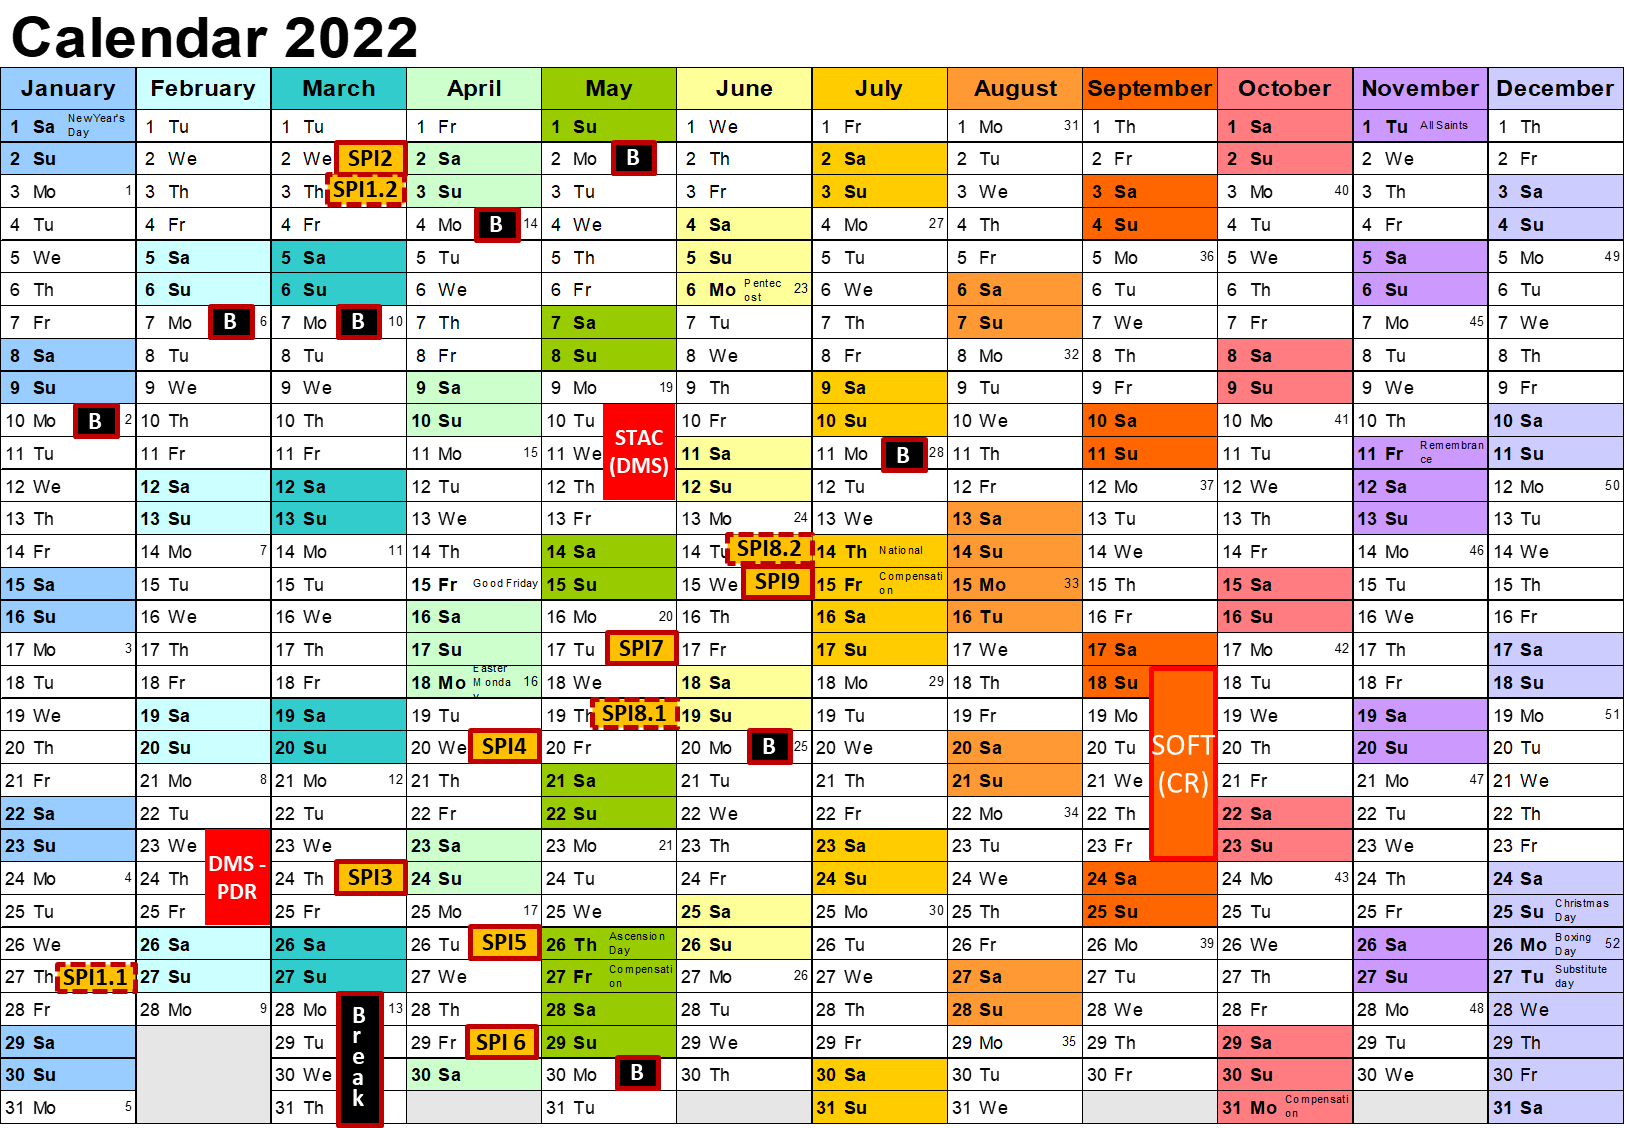 Calendar 2022
January February March April May June July August September October November December
1 Sa NewYear's Day 1 Tu 1 Tu 1 Fr 1 Su 1 We 1 Fr 1 Mo 31 1 Th 1 Sa 1 Tu All Saints 1 Th
2 Su 2 We 2 We SPI2 2 Sa 2 Mo B 2 Th 2 Sa 2 Tu 2 Fr 2 Su 2 We 2 Fr
3 Mo 1 3 Th 3 Th SPI1.2 3 Su 3 Tu 3 Fr 3 Su 3 We 3 Sa 3 Mo 40 3 Th 3 Sa
4 Tu 4 Fr 4 Fr 4 Mo B 14 4 We 4 Sa 4 Mo 27 4 Th 4 Su 4 Tu 4 Fr 4 Su
5 We 5 Sa 5 Sa 5 Tu 5 Th 5 Su 5 Tu 5 Fr 5 Mo 36 5 We 5 Sa 5 Mo 49
6 Th 6 Su 6 Su 6 We 6 Fr 6 Mo Pentec ost 23 6 We 6 Sa 6 Tu 6 Th 6 Su 6 Tu
7 Fr 7 Mo B 6 7 Mo B 10 7 Th 7 Sa 7 Tu 7 Th 7 Su 7 We 7 Fr 7 Mo 45 7 We
8 Sa 8 Tu 8 Tu 8 Fr 8 Su 8 We 8 Fr 8 Mo 32 8 Th 8 Sa 8 Tu 8 Th
9 Su 9 We 9 We 9 Sa 9 Mo 19 9 Th 9 Sa 9 Tu 9 Fr 9 Su 9 We 9 Fr
10 Mo B 2 10 Th 10 Th 10 Su 10 Tu STAC (DMS) 10 Fr 10 Su 10 We 10 Sa 10 Mo 41 10 Th 10 Sa
11 Tu 11 Fr 11 Fr 11 Mo 15 11 We 11 Sa 11 Mo B 28 11 Th 11 Su 11 Tu 11 Fr Remembran ce 11 Su
12 We 12 Sa 12 Sa 12 Tu 12 Th 12 Su 12 Tu 12 Fr 12 Mo 37 12 We 12 Sa 12 Mo 50
13 Th 13 Su 13 Su 13 We 13 Fr 13 Mo 24 13 We 13 Sa 13 Tu 13 Th 13 Su 13 Tu
14 Fr 14 Mo 7 14 Mo 11 14 Th 14 Sa 14 Tu SPI8.2 14 Th National 14 Su 14 We 14 Fr 14 Mo 46 14 We
15 Sa 15 Tu 15 Tu 15 Fr Good Friday 15 Su 15 We SPI9 15 Fr Compensati on 15 Mo 33 15 Th 15 Sa 15 Tu 15 Th
16 Su 16 We 16 We 16 Sa 16 Mo 20 16 Th 16 Sa 16 Tu 16 Fr 16 Su 16 We 16 Fr
17 Mo 3 17 Th 17 Th 17 Su 17 Tu SPI7 17 Fr 17 Su 17 We 17 Sa 17 Mo 42 17 Th 17 Sa
18 Tu 18 Fr 18 Fr 18 Mo Easter Monda y 16 18 We 18 Sa 18 Mo 29 18 Th 18 Su 18 Tu 18 Fr 18 Su
19 We 19 Sa 19 Sa 19 Tu 19 Th SPI8.1 19 Su 19 Tu 19 Fr 19 Mo 19 We 19 Sa 19 Mo 51
20 Th 20 Su 20 Su 20 We SPI4 20 Fr 20 Mo B 25 20 We 20 Sa 20 Tu SOFT (CR) 20 Th 20 Su 20 Tu
21 Fr 21 Mo 8 21 Mo 12 21 Th 21 Sa 21 Tu 21 Th 21 Su 21 We 21 Fr 21 Mo 47 21 We
22 Sa 22 Tu 22 Tu 22 Fr 22 Su 22 We 22 Fr 22 Mo 34 22 Th 22 Sa 22 Tu 22 Th
23 Su 23 We DMS - PDR 23 We 23 Sa 23 Mo 21 23 Th 23 Sa 23 Tu 23 Fr 23 Su 23 We 23 Fr
24 Mo 4 24 Th 24 Th SPI3 24 Su 24 Tu 24 Fr 24 Su 24 We 24 Sa 24 Mo 43 24 Th 24 Sa
25 Tu 25 Fr 25 Fr 25 Mo 17 25 We 25 Sa 25 Mo 30 25 Th 25 Su 25 Tu 25 Fr 25 Su Christmas Day
26 We 26 Sa 26 Sa 26 Tu SPI5 26 Th Ascension Day 26 Su 26 Tu 26 Fr 26 Mo 39 26 We 26 Sa 26 Mo Boxing Day 52
27 Th SPI1.1 27 Su 27 Su 27 We 27 Fr Compensati on 27 Mo 26 27 We 27 Sa 27 Tu 27 Th 27 Su 27 Tu Substitute day
28 Fr 28 Mo 9 28 Mo Break 13 28 Th 28 Sa 28 Tu 28 Th 28 Su 28 We 28 Fr 28 Mo 48 28 We
29 Sa 29 Tu 29 Fr SPI 6 29 Su 29 We 29 Fr 29 Mo 35 29 Th 29 Sa 29 Tu 29 Th
30 Su 30 We 30 Sa 30 Mo B 30 Th 30 Sa 30 Tu 30 Fr 30 Su 30 We 30 Fr
31 Mo 5 31 Th 31 Tu 31 Su 31 We 31 Mo Compensati on 31 Sa